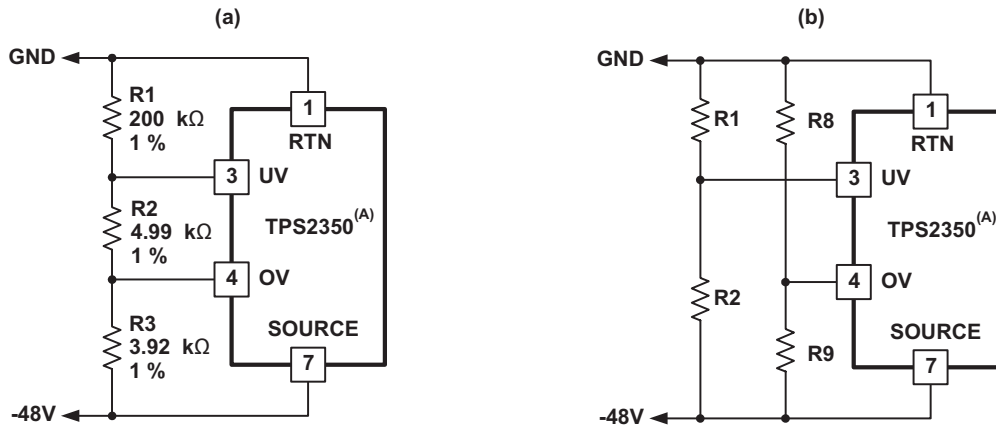 (a)
GND
R1
200 kΩ
1 %
1
RTN
3
UV
R2
4.99 kΩ
1 %
TPS2350(A)
4
OV
R3
3.92 kΩ
1 %
SOURCE
7
-48V
(b)
GND
R1
R8
1
RTN
3
UV
TPS2350(A)
R2
4
OV
R9
SOURCE
7
-48V